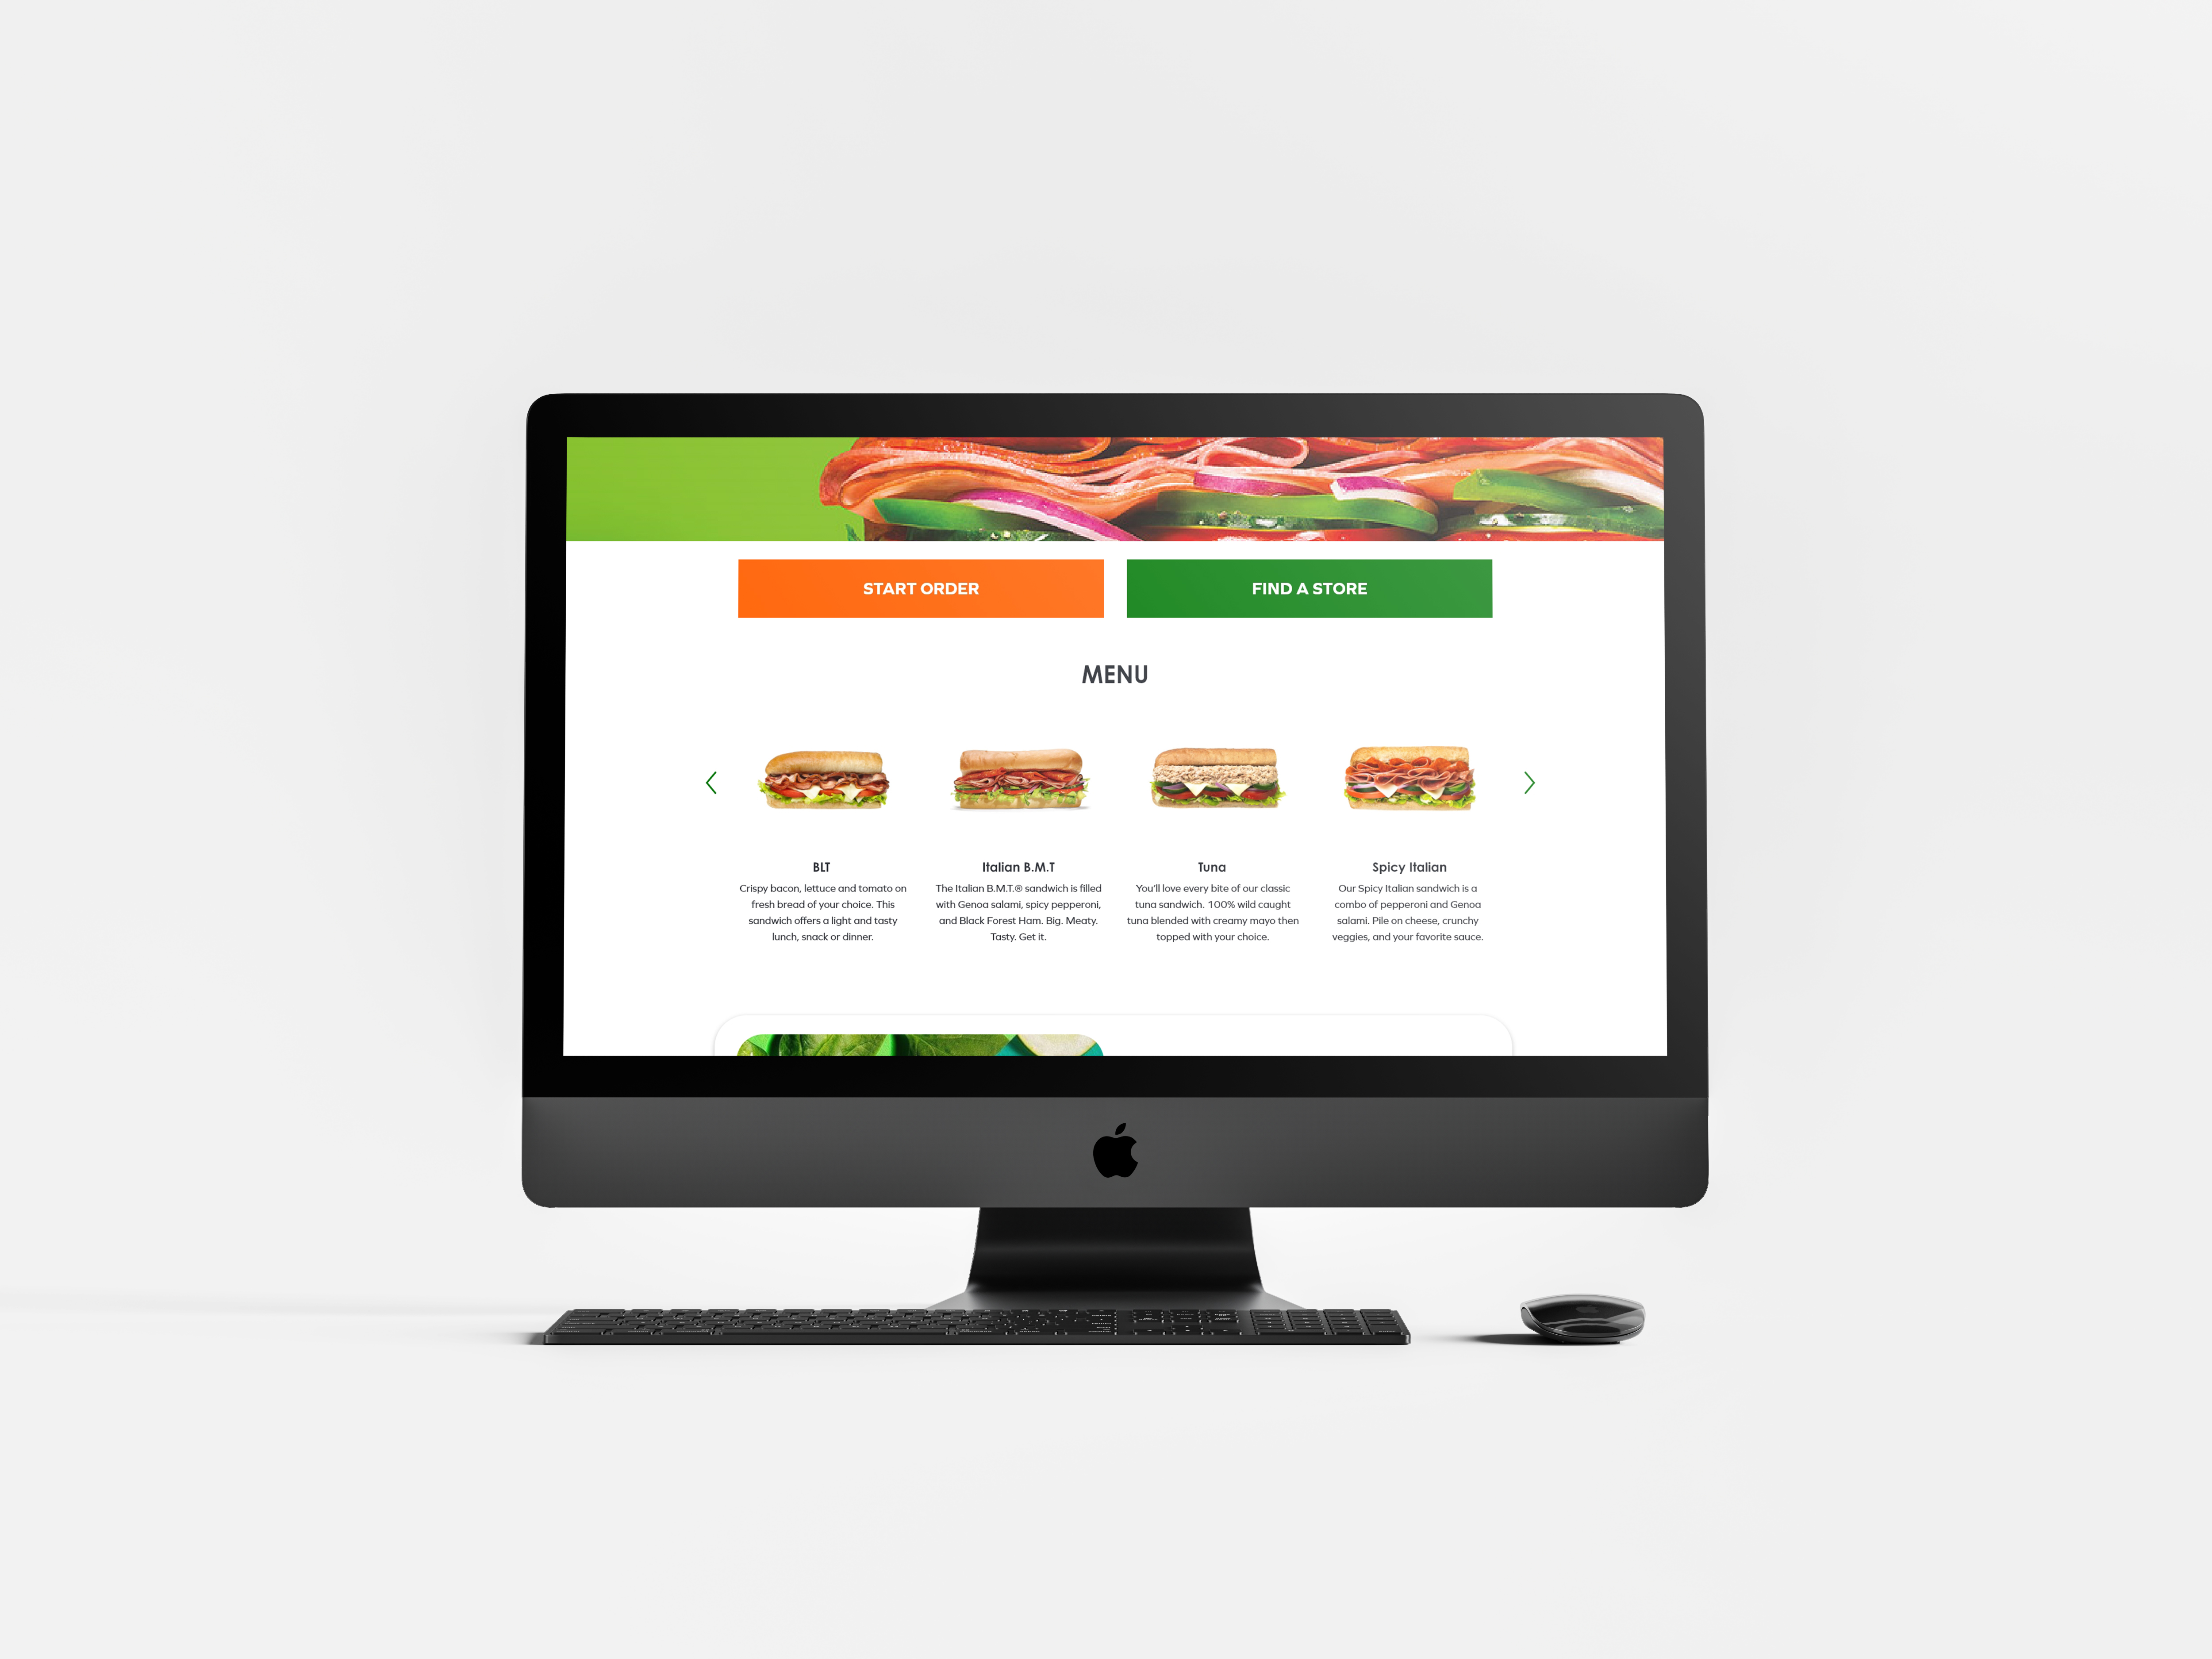 START ORDER
FIND A STORE
MENU
BLT
Crispy bacon, lettuce and tomato on
fresh bread of your choice. This
sandwich offers a light and tasty
lunch, snack or dinner.
Italian B.M.T
The Italian B.M.T.® sandwich is filled
with Genoa salami, spicy pepperoni,
and Black Forest Ham. Big. Meaty.
Tasty. Get it.
Tuna
You'll love every bite of our classic
tuna sandwich. 100% wild caught
tuna blended with creamy mayo then
topped with your choice.
Spicy Italian
Our Spicy Italian sandwich is a
combo of pepperoni and Genoa
salami. Pile on cheese, crunchy
veggies, and your favorite sauce.